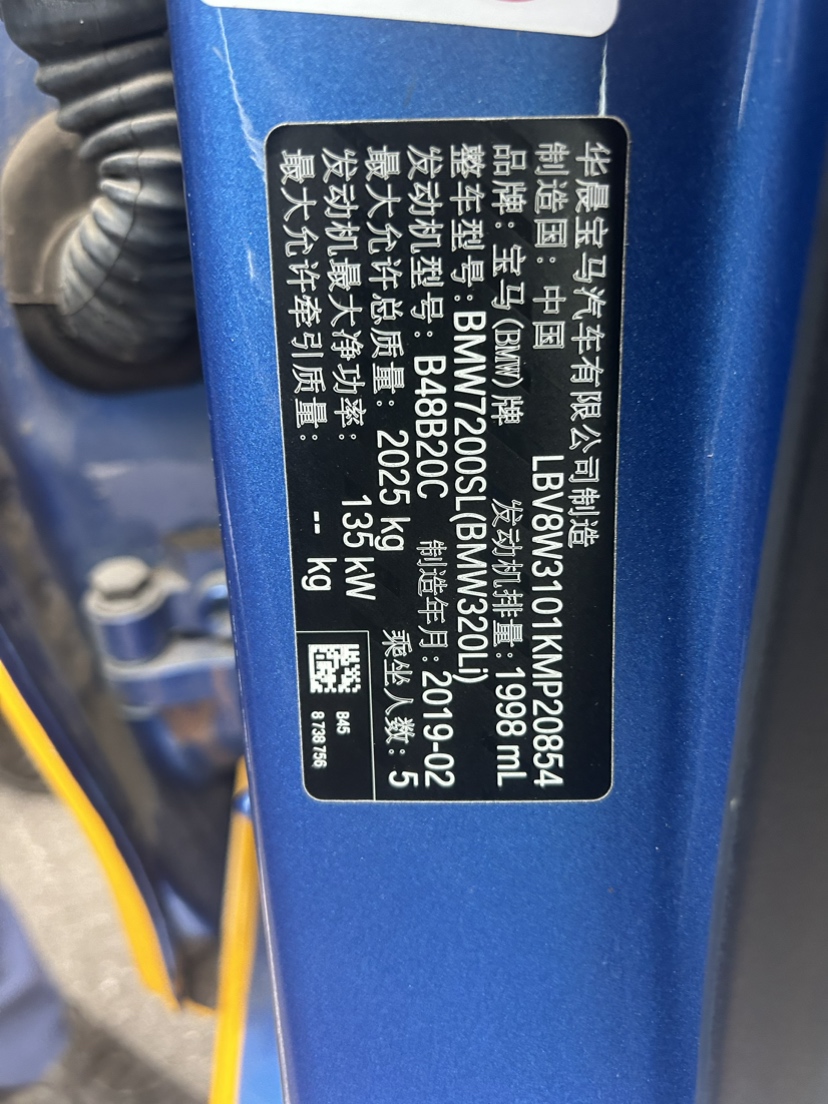 华晨宝马汽车有限公司制造
制造国：中国 LBV8W3101KMP20854
品牌：宝马(BMW)牌 发动机排量：1998 mL
整车型号：BMW7200SL(BMW320Li)
发动机型号：B48B20C 制造年月：2019-02
最大允许总质量：2025 kg 乘坐人数：5
发动机最大净功率：135 kW
最大允许牵引质量：-- kg
B45
8 738 756